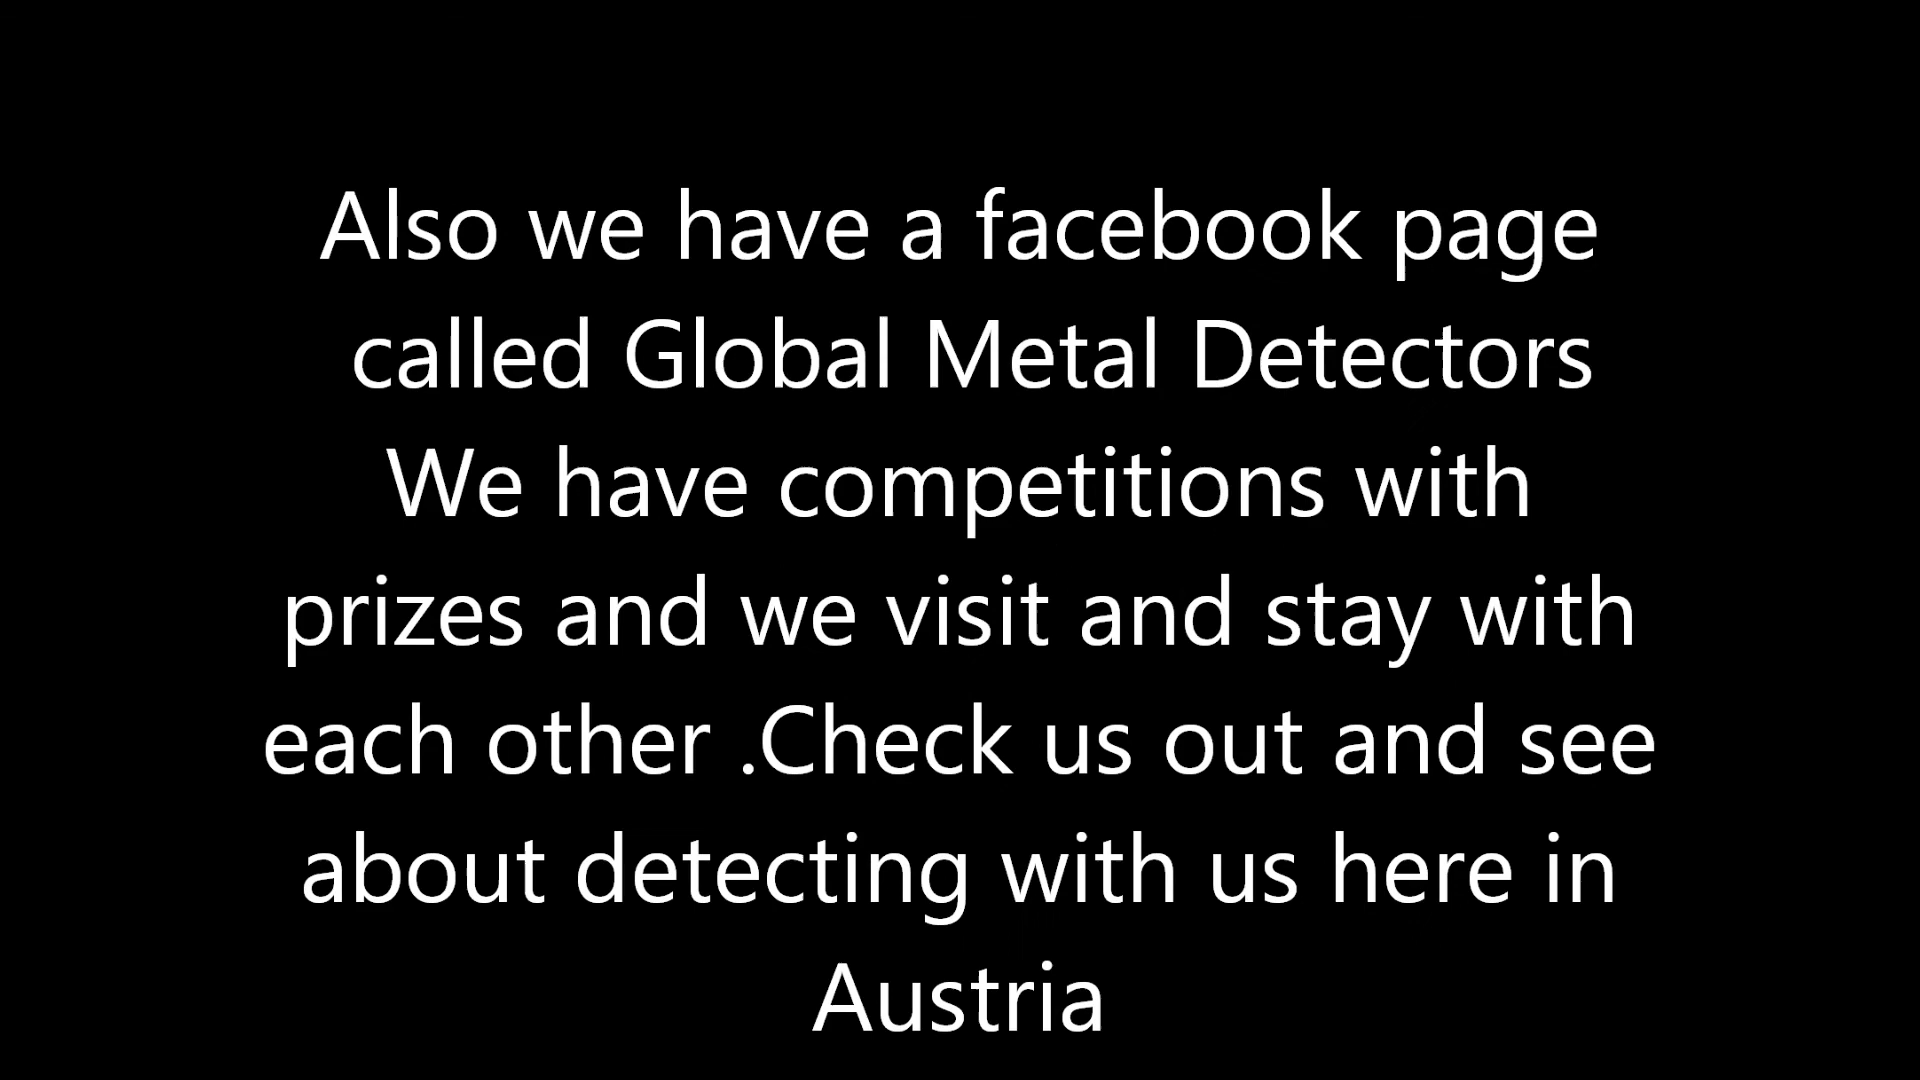 Also we have a facebook page
called Global Metal Detectors
We have competitions with
prizes and we visit and stay with
each other .Check us out and see
about detecting with us here in
Austria